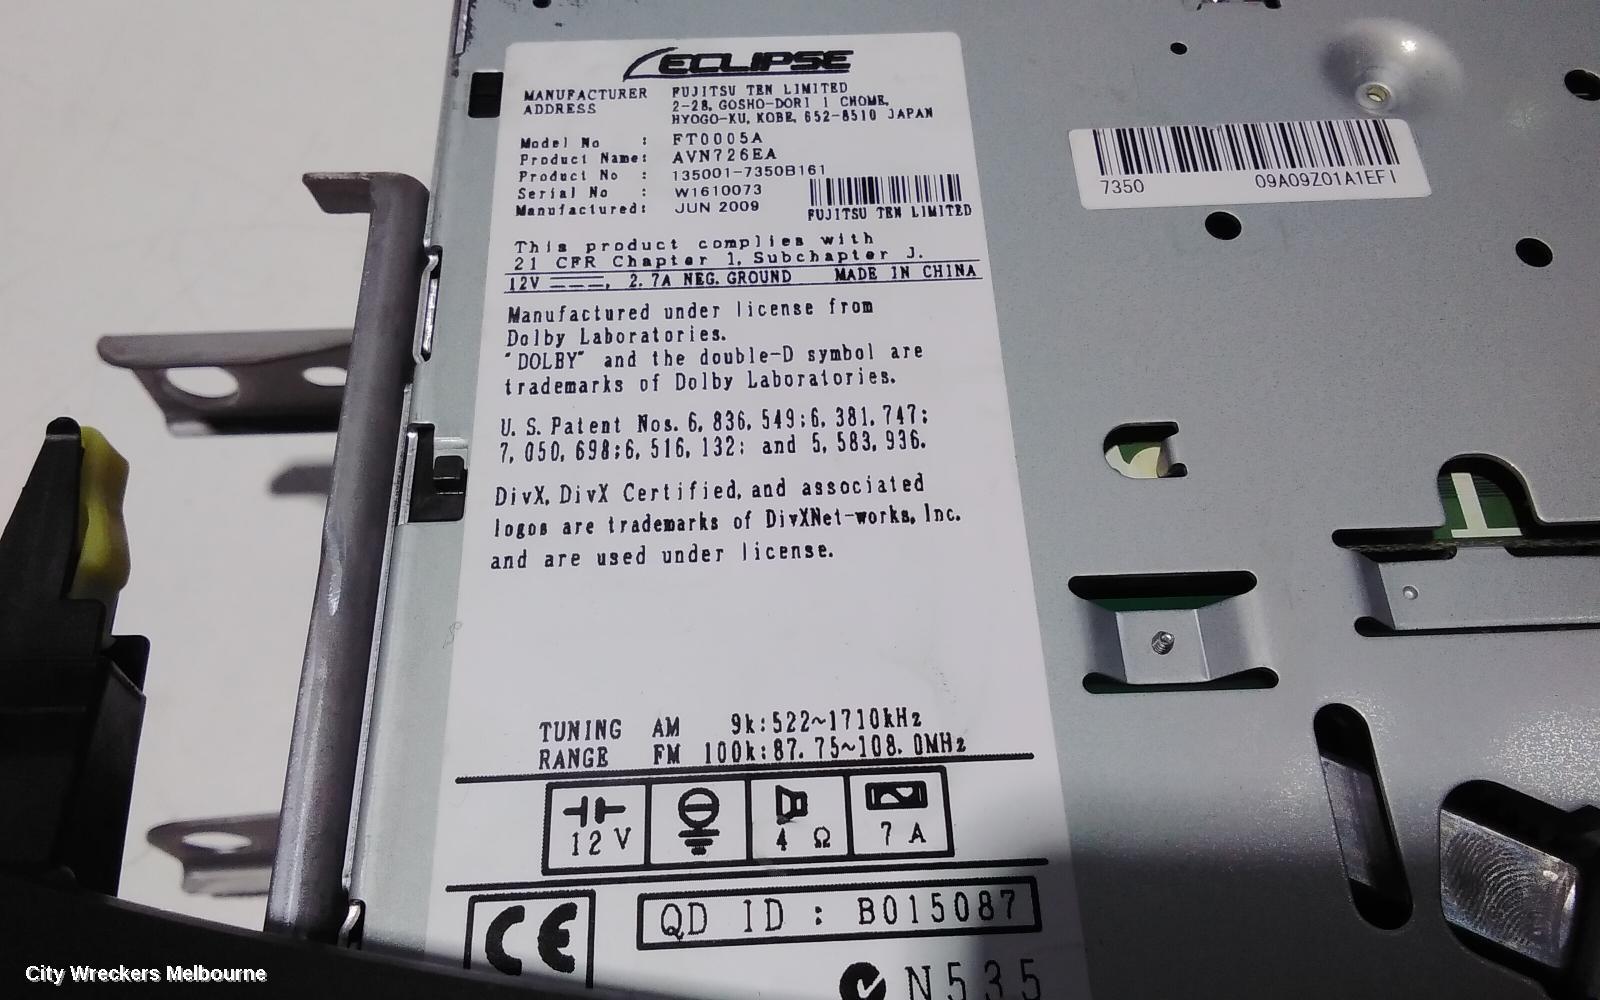 ECLIPSE
MANUFACTURER FUJITSU TEN LIMITED
ADDRESS 2-28, GOSHO-DORI 1 CHOME,
HYOGO-KU, KOBE, 652-8510 JAPAN
Model No : FT0005A
Product Name: AVN726EA
Product No : 135001-7350B161
Serial No : W1610073
Manufactured: JUN 2009
FUJITSU TEN LIMITED
This product complies with
21 CFR Chapter 1, Subchapter J.
12V, 2.7A NEG. GROUND MADE IN CHINA
Manufactured under license from
Dolby Laboratories.
"DOLBY" and the double-D symbol are
trademarks of Dolby Laboratories.
U.S. Patent Nos. 6,836,549;6,381,747;
7,050,698;6,516,132; and 5,583,936.
DivX, DivX Certified, and associated
logos are trademarks of DivXNet-works, Inc.
and are used under license.
TUNING AM 9k:522~1710kHz
RANGE FM 100k:87.75~108.0MHz
12V 4 Ω 7 A
CE QD ID : B015087
N535
7350 09A09Z01A1EFI
City Wreckers Melbourne